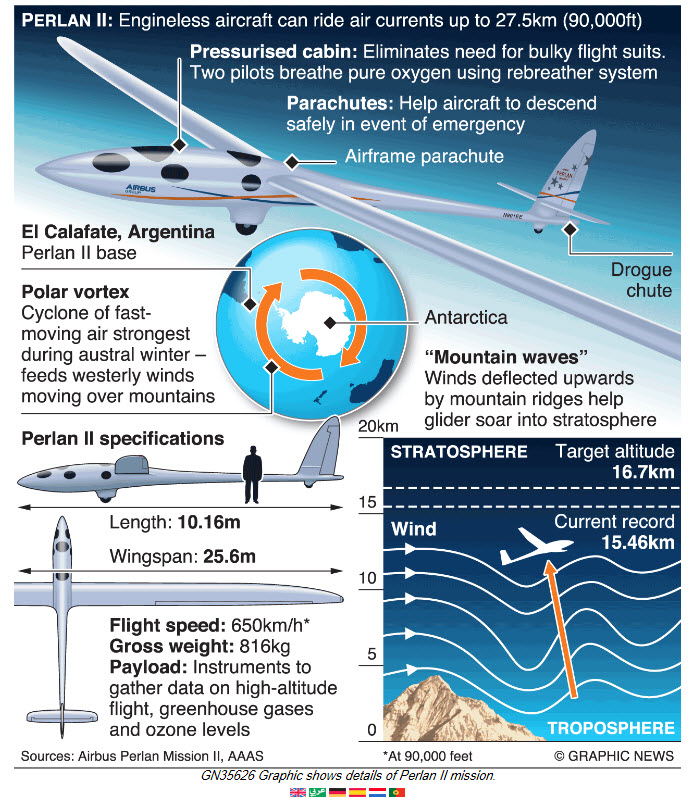 PERLAN II: Engineless aircraft can ride air currents up to 27.5km (90,000ft)
Pressurised cabin: Eliminates need for bulky flight suits.
Two pilots breathe pure oxygen using rebreather system
Parachutes: Help aircraft to descend
safely in event of emergency
Airframe parachute
AIRBUS
GROUP
PERLAN
Drogue
chute
El Calafate, Argentina
Perlan II base
Polar vortex
Cyclone of fast-
moving air strongest
during austral winter –
feeds westerly winds
moving over mountains
Antarctica
“Mountain waves”
Winds deflected upwards
by mountain ridges help
glider soar into stratosphere
Perlan II specifications
Length: 10.16m
Wingspan: 25.6m
Flight speed: 650km/h*
Gross weight: 816kg
Payload: Instruments to
gather data on high-altitude
flight, greenhouse gases
and ozone levels
20km
STRATOSPHERE
Target altitude
16.7km
15
Wind
Current record
15.46km
10
5
0
TROPOSPHERE
Sources: Airbus Perlan Mission II, AAAS
*At 90,000 feet
© GRAPHIC NEWS
GN35626 Graphic shows details of Perlan II mission.
عربي